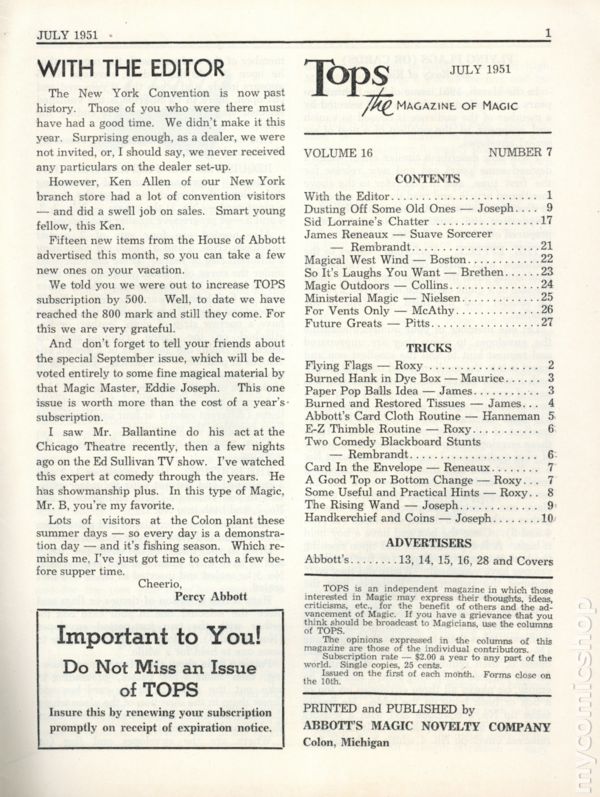 JULY 1951
1
WITH THE EDITOR
The New York Convention is now past
history. Those of you who were there must
have had a good time. We didn't make it this
year. Surprising enough, as a dealer, we were
not invited, or, I should say, we never received
any particulars on the dealer set-up.
However, Ken Allen of our New York
branch store had a lot of convention visitors
— and did a swell job on sales. Smart young
fellow, this Ken.
Fifteen new items from the House of Abbott
advertised this month, so you can take a few
new ones on your vacation.
We told you we were out to increase TOPS
subscription by 500. Well, to date we have
reached the 800 mark and still they come. For
this we are very grateful.
And don't forget to tell your friends about
the special September issue, which will be de-
voted entirely to some fine magical material by
that Magic Master, Eddie Joseph. This one
issue is worth more than the cost of a year's
subscription.
I saw Mr. Ballantine do his act at the
Chicago Theatre recently, then a few nights
ago on the Ed Sullivan TV show. I've watched
this expert at comedy through the years. He
has showmanship plus. In this type of Magic,
Mr. B, you're my favorite.
Lots of visitors at the Colon plant these
summer days — so every day is a demonstra-
tion day — and it's fishing season. Which re-
minds me, I've just got time to catch a few be-
fore supper time.
Cheerio,
Percy Abbott
Important to You!
Do Not Miss an Issue
of TOPS
Insure this by renewing your subscription
promptly on receipt of expiration notice.
Tops
JULY 1951
the MAGAZINE OF MAGIC
VOLUME 16 NUMBER 7
CONTENTS
With the Editor.......................... 1
Dusting Off Some Old Ones — Joseph.... 9
Sid Lorraine's Chatter ..................17
James Reneaux — Suave Sorcerer
— Rembrandt......................21
Magical West Wind — Boston...........22
So It's Laughs You Want — Brethen......23
Magic Outdoors — Collins..............24
Ministerial Magic — Nielsen............25
For Vents Only — McAthy..............26
Future Greats — Pitts..................27
TRICKS
Flying Flags — Roxy .................. 2
Burned Hank in Dye Box — Maurice...... 3
Paper Pop Balls Idea — James........... 3
Burned and Restored Tissues — James... 4
Abbott's Card Cloth Routine — Hanneman 5
E-Z Thimble Routine — Roxy........... 6
Two Comedy Blackboard Stunts
— Rembrandt..................... 6
Card In the Envelope — Reneaux........ 7
A Good Top or Bottom Change — Roxy... 7
Some Useful and Practical Hints — Roxy.. 8
The Rising Wand — Joseph............. 9
Handkerchief and Coins — Joseph........10
ADVERTISERS
Abbott's........13, 14, 15, 16, 28 and Covers
TOPS is an independent magazine in which those
interested in Magic may express their thoughts, ideas,
criticisms, etc., for the benefit of others and the ad-
vancement of Magic. If you have a grievance that you
think should be broadcast to Magicians, use the columns
of TOPS.
The opinions expressed in the columns of this
magazine are those of the individual contributors.
Subscription rate — $2.00 a year to any part of the
world. Single copies, 25 cents.
Issued on the first of each month. Forms close on
the 10th.
PRINTED and PUBLISHED by
ABBOTT'S MAGIC NOVELTY COMPANY
Colon, Michigan
mycomicshop